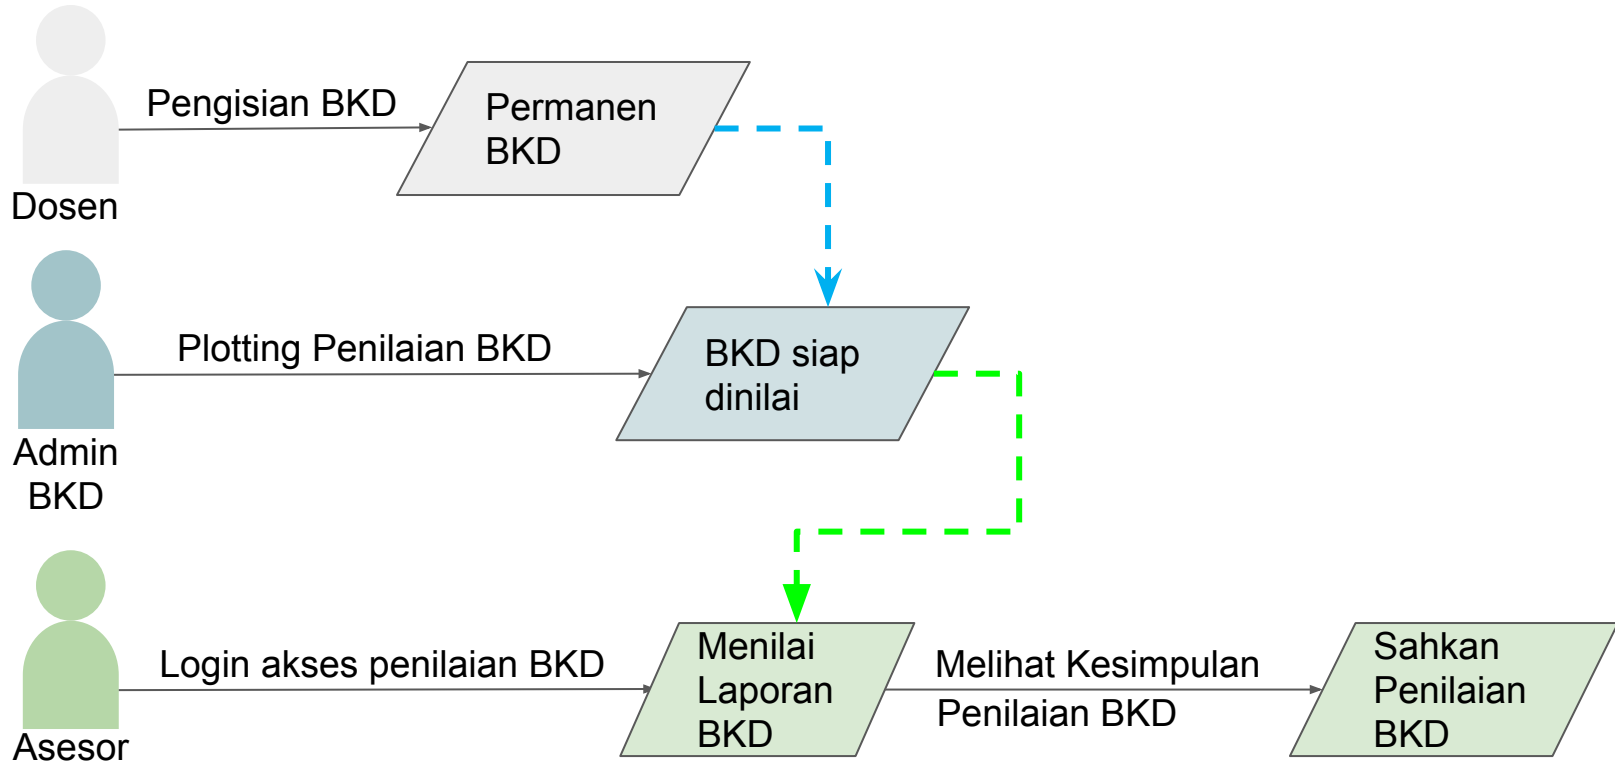 Pengisian BKD
Permanen
BKD
Dosen
Plotting Penilaian BKD
BKD siap
dinilai
Admin
BKD
Login akses penilaian BKD
Menilai
Laporan
BKD
Melihat Kesimpulan
Penilaian BKD
Sahkan
Penilaian
BKD
Asesor